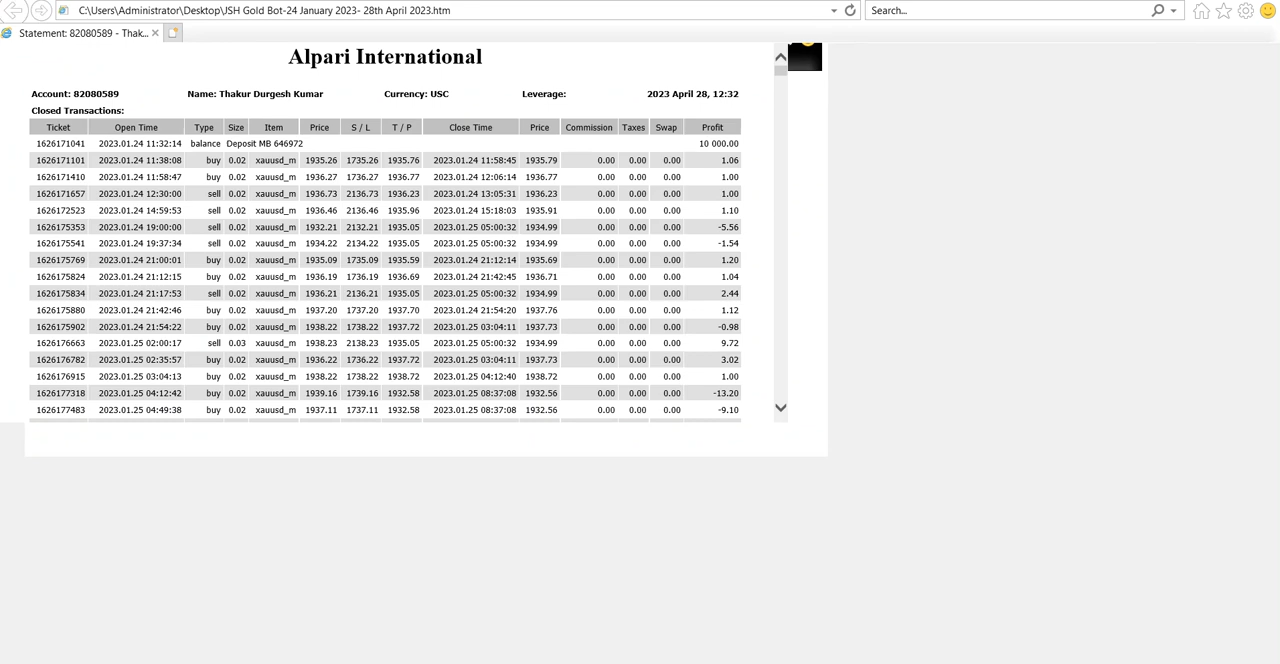 C:\Users\Administrator\Desktop\JSH Gold Bot-24 January 2023- 28th April 2023.htm Search...
Statement: 82080589 - Thak...
Alpari International
Account: 82080589 Name: Thakur Durgesh Kumar Currency: USC Leverage: 2023 April 28, 12:32
Closed Transactions:
Ticket Open Time Type Size Item Price S / L T / P Close Time Price Commission Taxes Swap Profit
1626171041 2023.01.24 11:32:14 balance Deposit MB 646972 10 000.00
1626171101 2023.01.24 11:38:08 buy 0.02 xauusd_m 1935.26 1735.26 1935.76 2023.01.24 11:58:45 1935.79 0.00 0.00 0.00 1.06
1626171410 2023.01.24 11:58:47 buy 0.02 xauusd_m 1936.27 1736.27 1936.77 2023.01.24 12:06:14 1936.77 0.00 0.00 0.00 1.00
1626171657 2023.01.24 12:30:00 sell 0.02 xauusd_m 1936.73 2136.73 1936.23 2023.01.24 13:05:31 1936.23 0.00 0.00 0.00 1.00
1626172523 2023.01.24 14:59:53 sell 0.02 xauusd_m 1936.46 2136.46 1935.96 2023.01.24 15:18:03 1935.91 0.00 0.00 0.00 1.10
1626175353 2023.01.24 19:00:00 sell 0.02 xauusd_m 1932.21 2132.21 1935.05 2023.01.25 05:00:32 1934.99 0.00 0.00 0.00 -5.56
1626175541 2023.01.24 19:37:34 sell 0.02 xauusd_m 1934.22 2134.22 1935.05 2023.01.25 05:00:32 1934.99 0.00 0.00 0.00 -1.54
1626175769 2023.01.24 21:00:01 buy 0.02 xauusd_m 1935.09 1735.09 1935.59 2023.01.24 21:12:14 1935.69 0.00 0.00 0.00 1.20
1626175824 2023.01.24 21:12:15 buy 0.02 xauusd_m 1936.19 1736.19 1936.69 2023.01.24 21:42:45 1936.71 0.00 0.00 0.00 1.04
1626175834 2023.01.24 21:17:53 sell 0.02 xauusd_m 1936.21 2136.21 1935.05 2023.01.25 05:00:32 1934.99 0.00 0.00 0.00 2.44
1626175880 2023.01.24 21:42:46 buy 0.02 xauusd_m 1937.20 1737.20 1937.70 2023.01.24 21:54:20 1937.76 0.00 0.00 0.00 1.12
1626175902 2023.01.24 21:54:22 buy 0.02 xauusd_m 1938.22 1738.22 1937.72 2023.01.25 03:04:11 1937.73 0.00 0.00 0.00 -0.98
1626176663 2023.01.25 02:00:17 sell 0.03 xauusd_m 1938.23 2138.23 1935.05 2023.01.25 05:00:32 1934.99 0.00 0.00 0.00 9.72
1626176782 2023.01.25 02:35:57 buy 0.02 xauusd_m 1936.22 1736.22 1937.72 2023.01.25 03:04:11 1937.73 0.00 0.00 0.00 3.02
1626176915 2023.01.25 03:04:13 buy 0.02 xauusd_m 1938.22 1738.22 1938.72 2023.01.25 04:12:40 1938.72 0.00 0.00 0.00 1.00
1626177318 2023.01.25 04:12:42 buy 0.02 xauusd_m 1939.16 1739.16 1932.58 2023.01.25 08:37:08 1932.56 0.00 0.00 0.00 -13.20
1626177483 2023.01.25 04:49:38 buy 0.02 xauusd_m 1937.11 1737.11 1932.58 2023.01.25 08:37:08 1932.56 0.00 0.00 0.00 -9.10